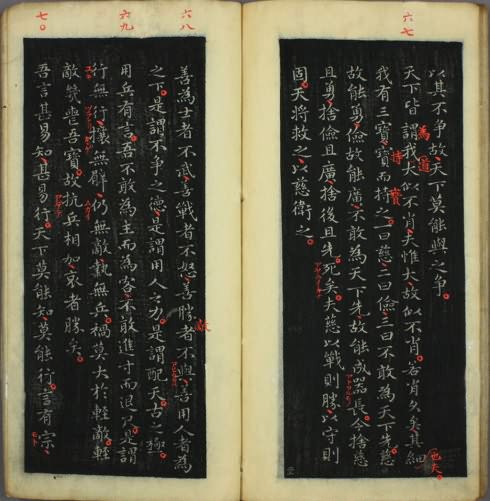 六七
以其不争故天下莫能與之争
天下皆謂我大似不肖夫惟大故似不肖若肖久矣其細
道
也夫
我有三寶寶而持之一曰慈二曰儉三曰不敢為天下先慈
持
寶
故能勇儉故能廣不敢為天下先故能成器長今捨慈
且勇捨儉且廣捨後且先死矣夫慈以戰則勝以守則
固天將救之以慈衛之
六八
善為士者不武善戰者不怒善勝者不與善用人者為
敵
之下是謂不争之德是謂用人之力是謂配天古之極
六九
用兵有言吾不敢為主而為客不敢進寸而退尺是謂
行無行攘無臂仍無敵執無兵禍莫大於輕敵輕
敵幾喪吾寶故抗兵相加哀者勝矣
七〇
吾言甚易知甚易行天下莫能知莫能行言有宗